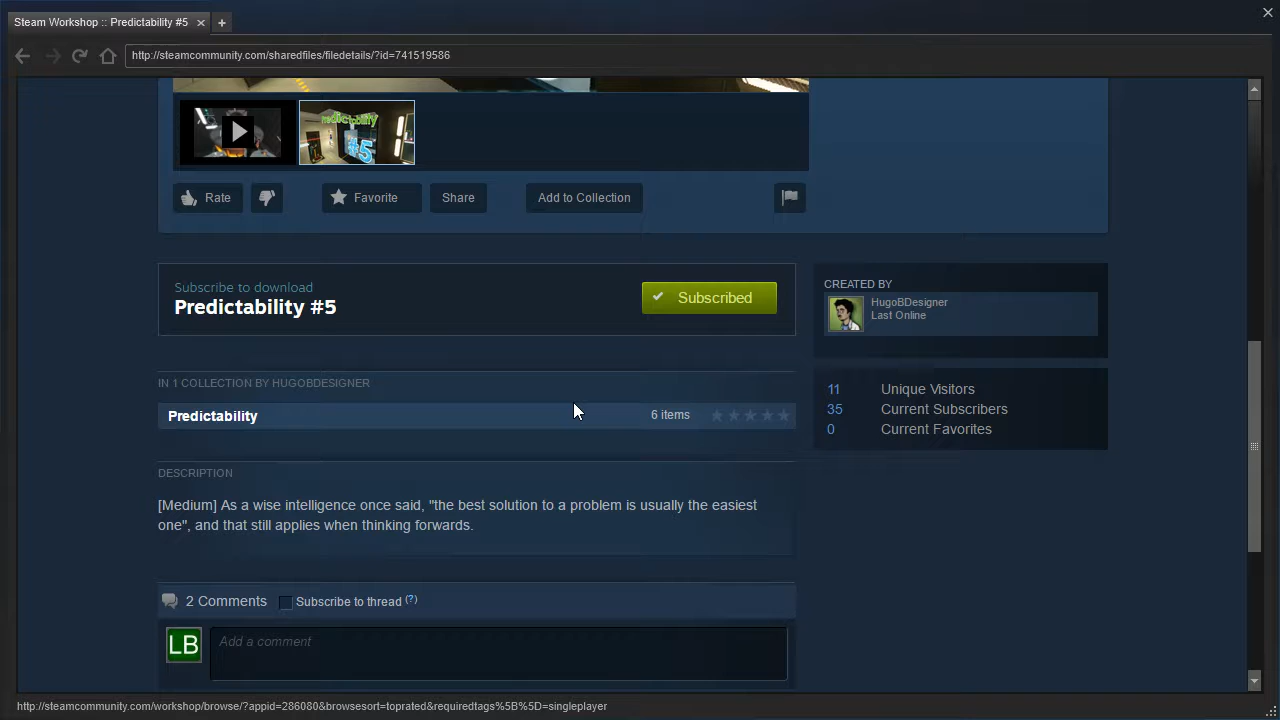 Steam Workshop :: Predictability #5
http://steamcommunity.com/sharedfiles/filedetails/?id=741519586
redictability
#5
Rate
Favorite
Share
Add to Collection
Subscribe to download
Predictability #5
Subscribed
CREATED BY
HugoBDesigner
Last Online
11 Unique Visitors
35 Current Subscribers
0 Current Favorites
IN 1 COLLECTION BY HUGOBDESIGNER
Predictability 6 items
DESCRIPTION
[Medium] As a wise intelligence once said, "the best solution to a problem is usually the easiest
one", and that still applies when thinking forwards.
2 Comments Subscribe to thread (?)
LB
Add a comment
http://steamcommunity.com/workshop/browse/?appid=286080&browsesort=toprated&requiredtags%5B%5D=singleplayer